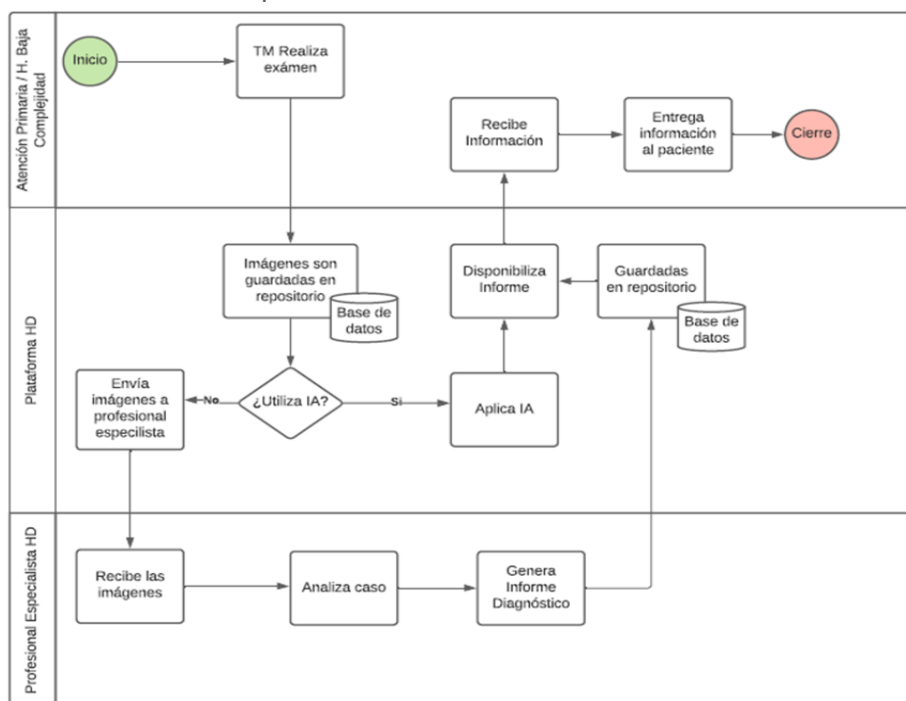 Atención Primaria / H. Baja
Complejidad
Inicio
TM Realiza
exámen
Recibe
Información
Entrega
información
al paciente
Cierre
Plataforma HD
Imágenes son
guardadas en
repositorio
Base de
datos
Disponibiliza
Informe
Guardadas
en repositorio
Base de
datos
Envía
imágenes a
profesional
especilista
No
¿Utiliza IA?
Si
Aplica IA
Profesional Especialista HD
Recibe las
imágenes
Analiza caso
Genera
Informe
Diagnóstico